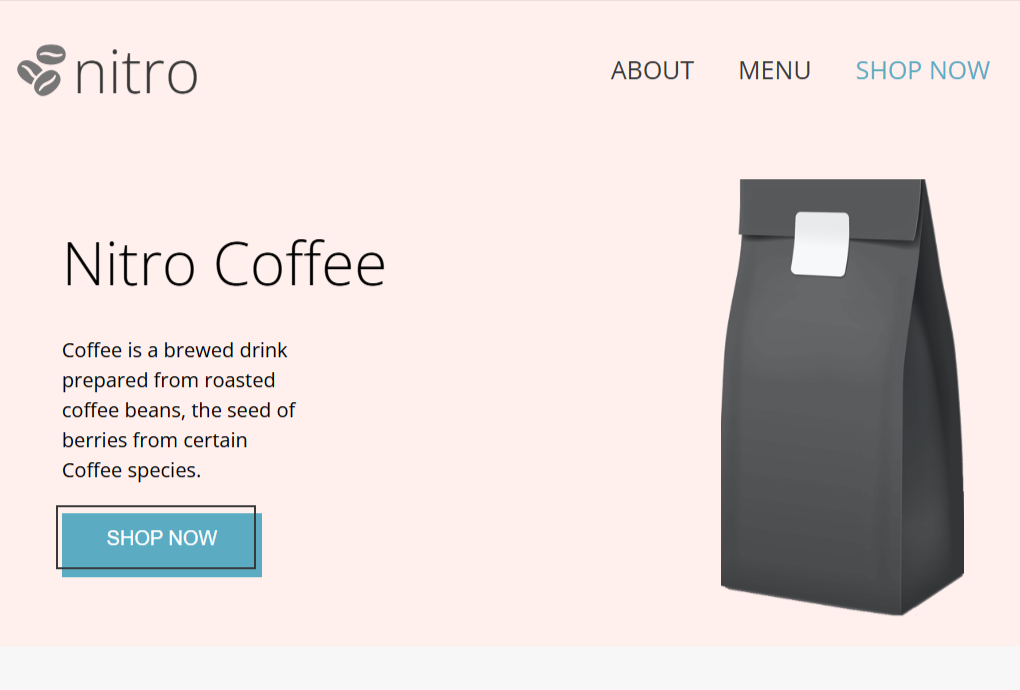 nitro
ABOUT MENU SHOP NOW
Nitro Coffee
Coffee is a brewed drink
prepared from roasted
coffee beans, the seed of
berries from certain
Coffee species.
SHOP NOW